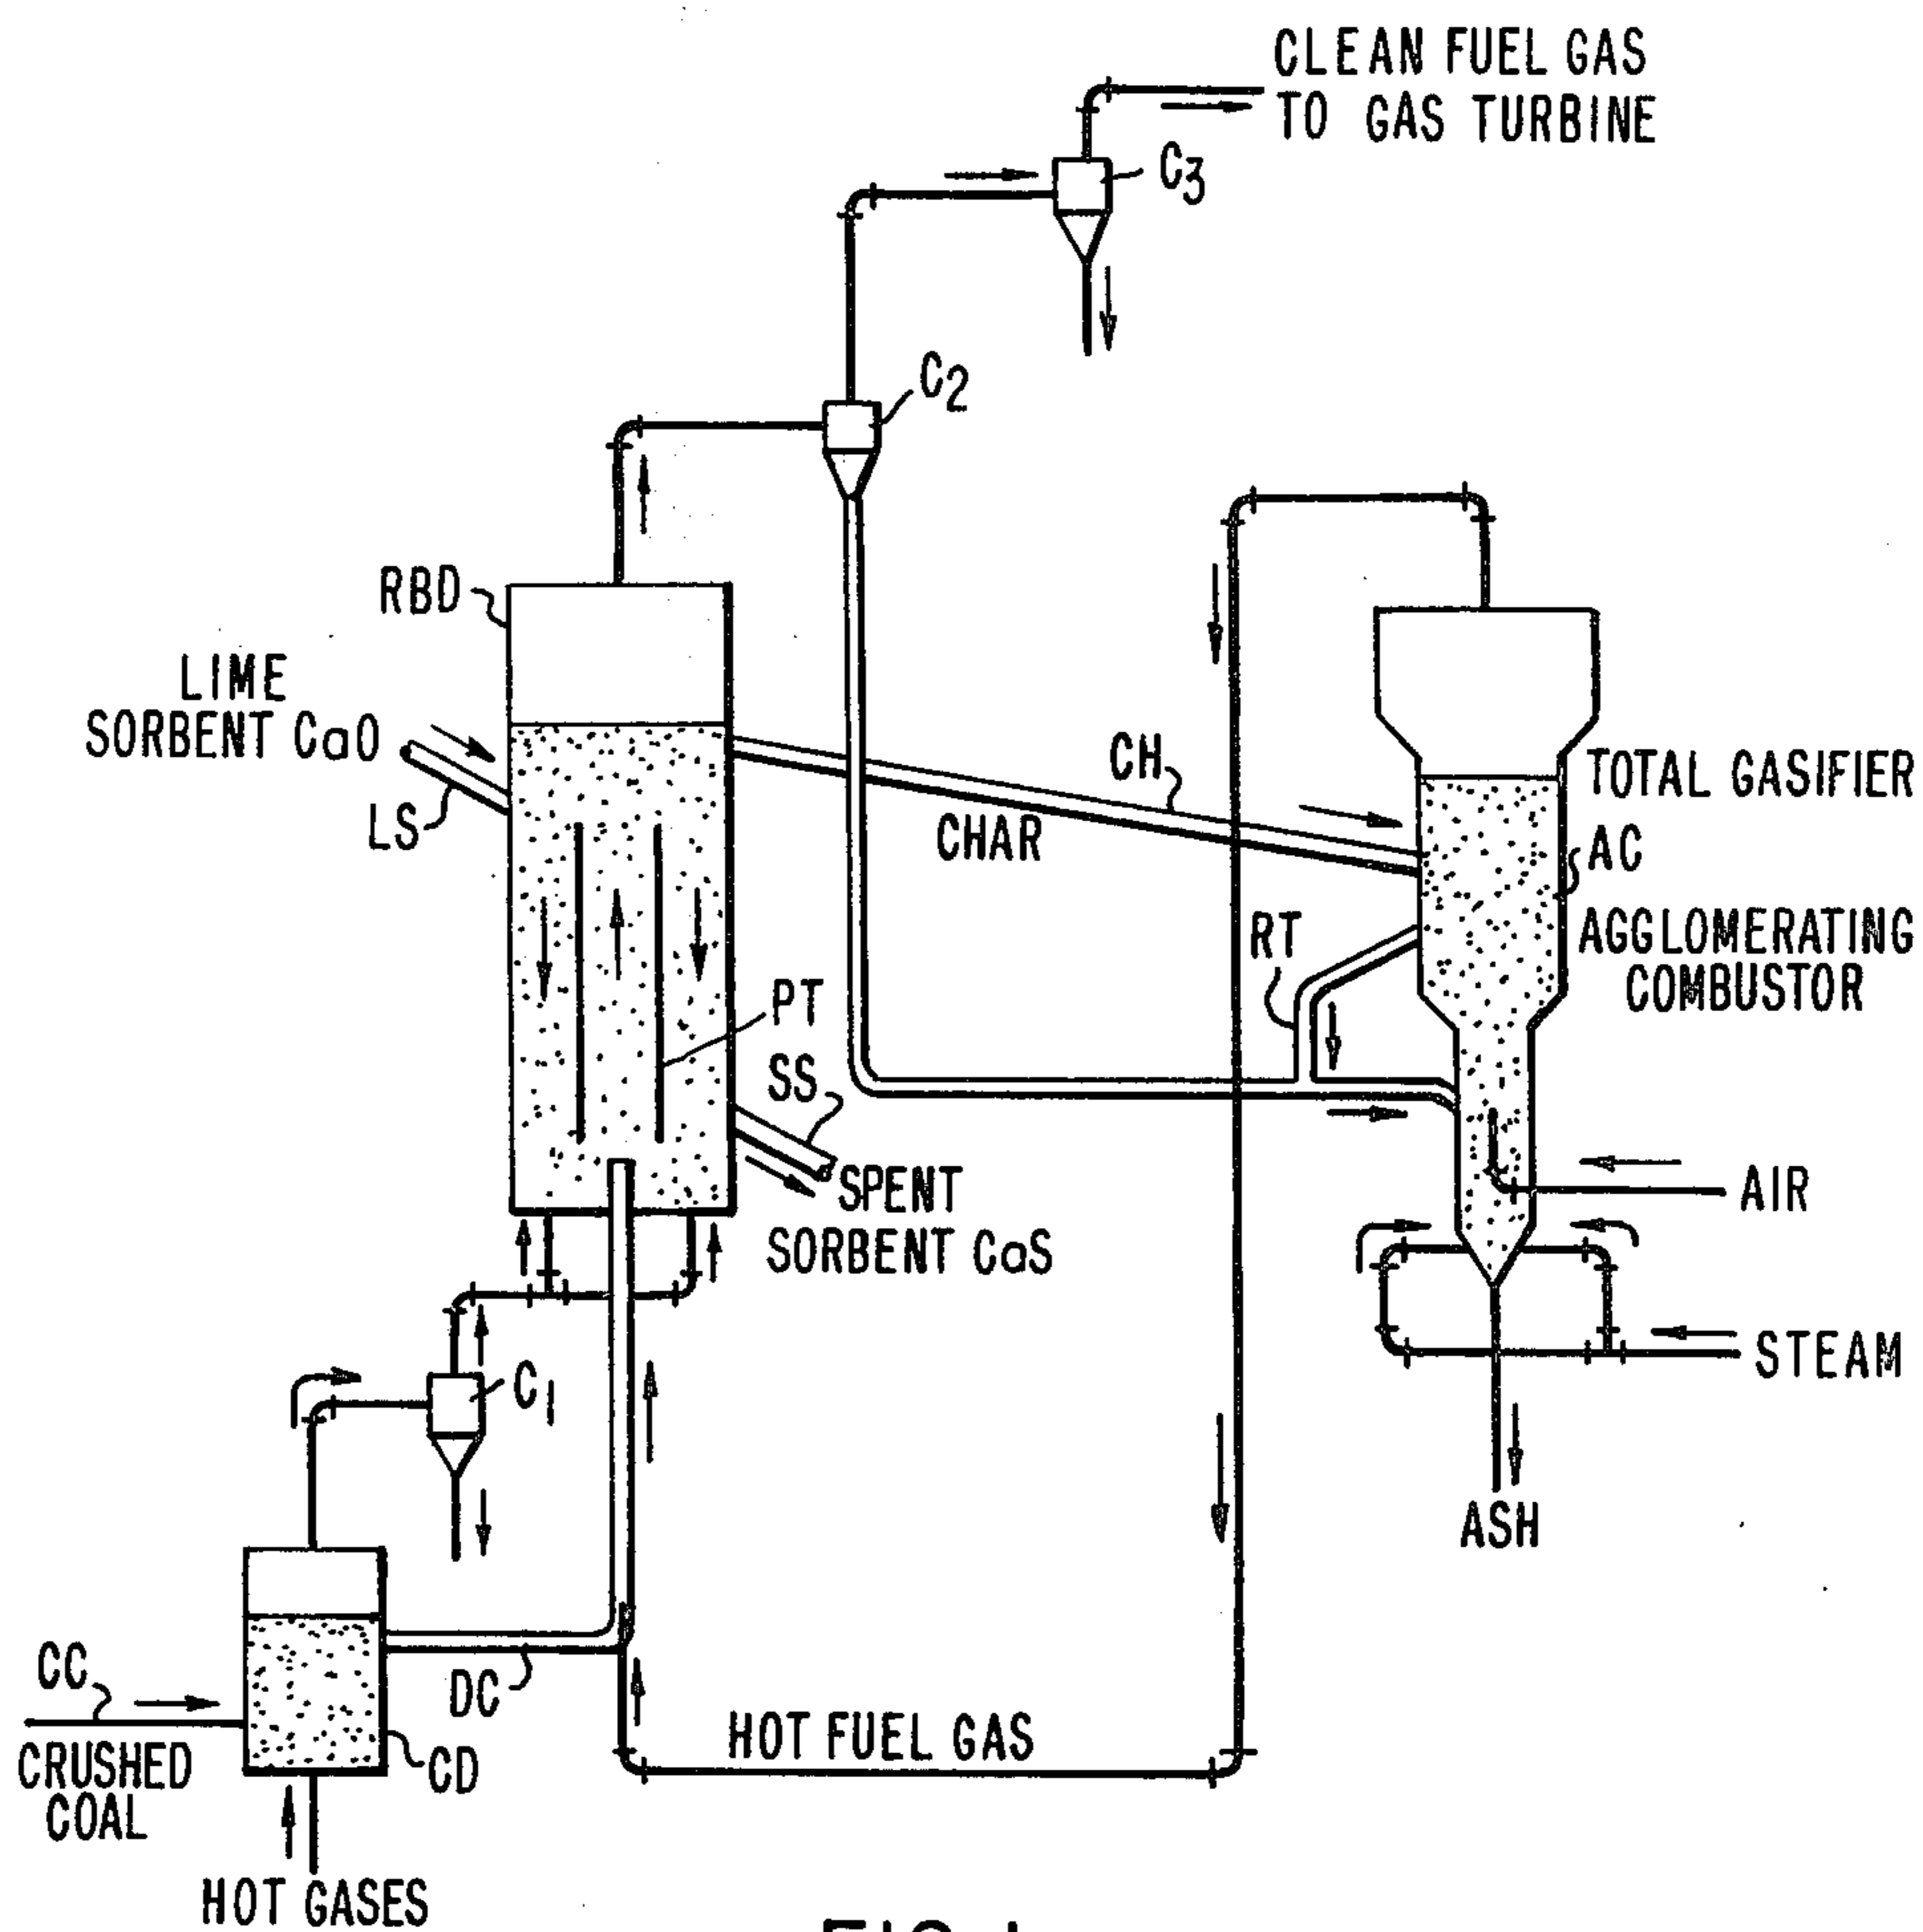 CLEAN FUEL GAS
TO GAS TURBINE
C3
C2
RBD
LIME
SORBENT CaO
LS
CH
CHAR
TOTAL GASIFIER
AC
RT
AGGLOMERATING
COMBUSTOR
PT
SS
SPENT
SORBENT CaS
AIR
STEAM
C1
ASH
CC
DC
HOT FUEL GAS
CRUSHED
COAL
CD
HOT GASES